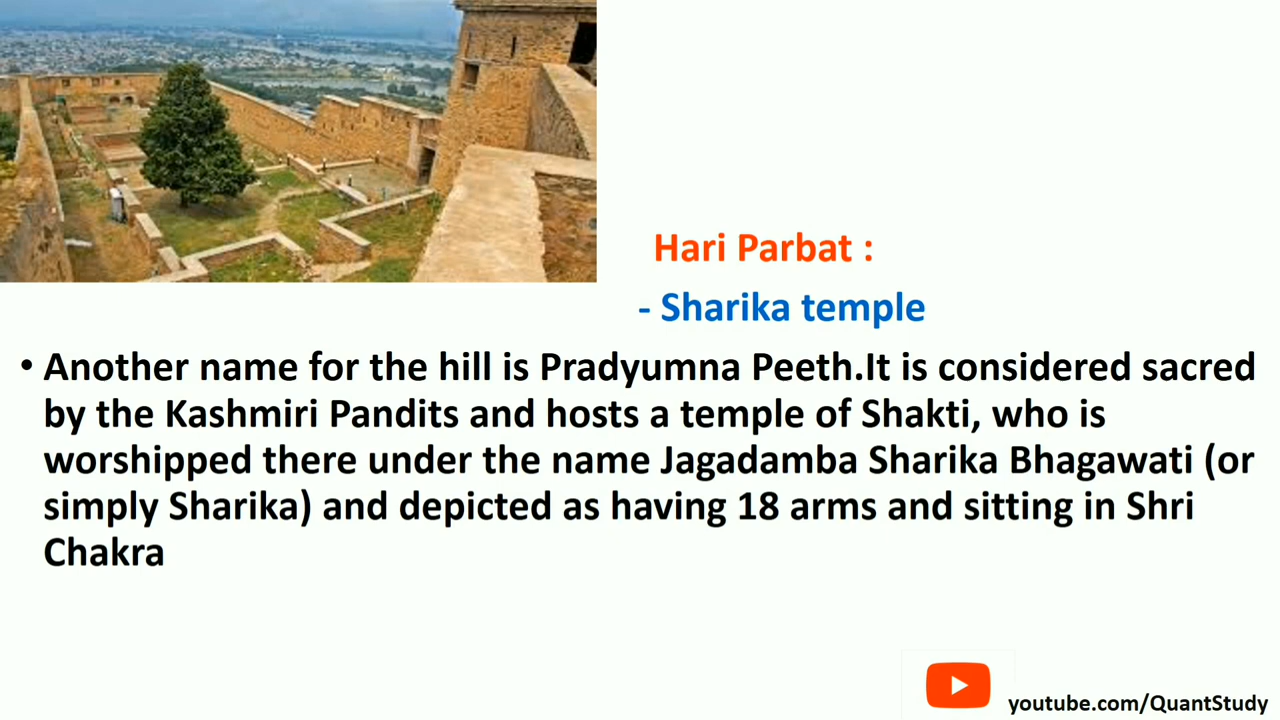 Hari Parbat :
- Sharika temple
• Another name for the hill is Pradyumna Peeth.It is considered sacred
by the Kashmiri Pandits and hosts a temple of Shakti, who is
worshipped there under the name Jagadamba Sharika Bhagawati (or
simply Sharika) and depicted as having 18 arms and sitting in Shri
Chakra
youtube.com/QuantStudy